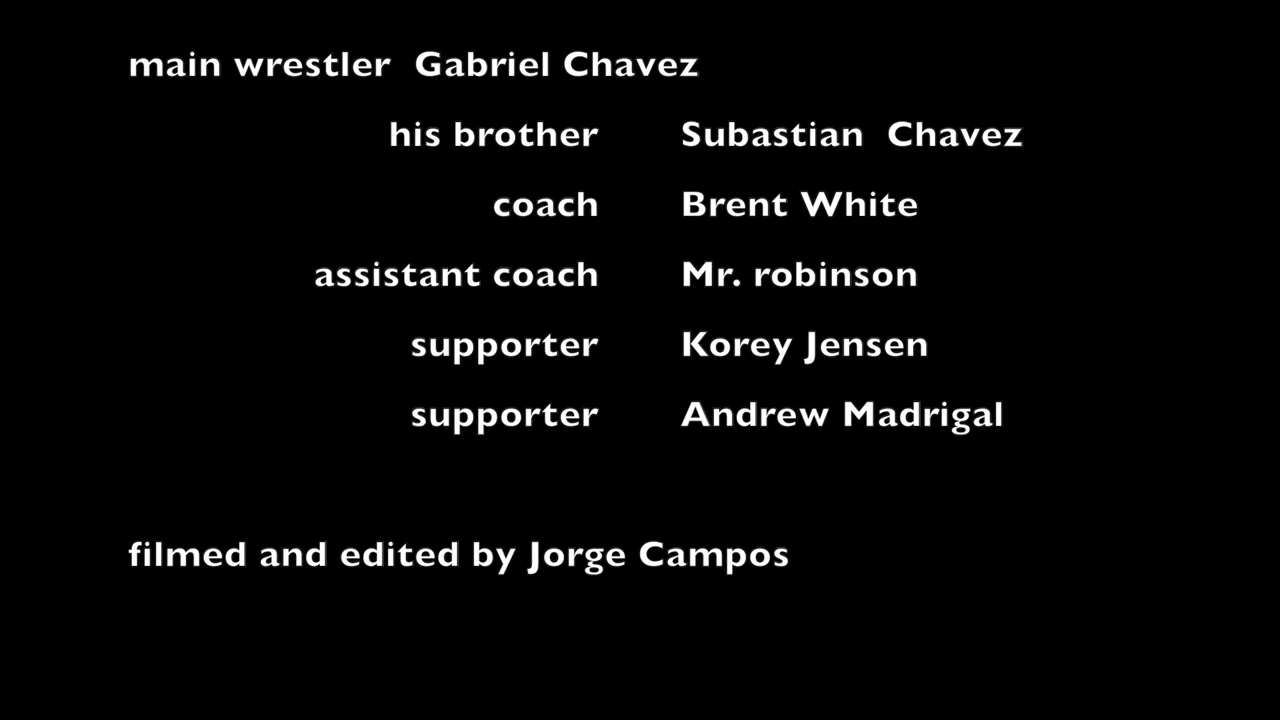 main wrestler  Gabriel Chavez
his brother Subastian  Chavez
coach Brent White
assistant coach Mr. robinson
supporter Korey Jensen
supporter Andrew Madrigal
filmed and edited by Jorge Campos